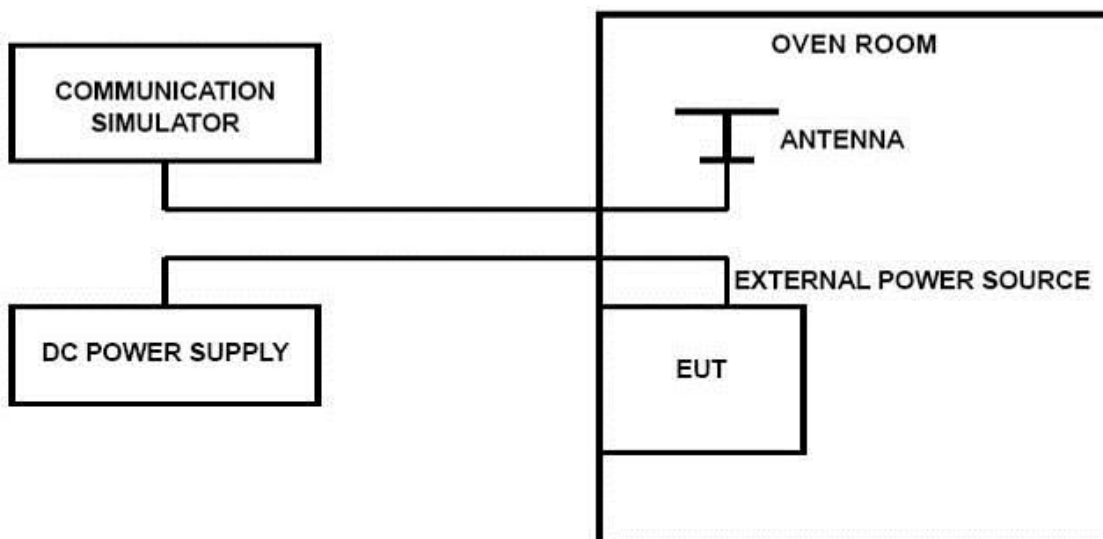 OVEN ROOM
COMMUNICATION
SIMULATOR
ANTENNA
EXTERNAL POWER SOURCE
DC POWER SUPPLY
EUT